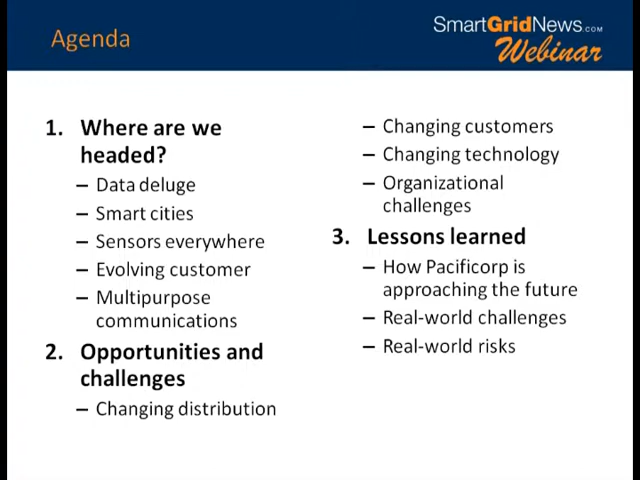 Agenda
SmartGridNews.COM
Webinar
1. Where are we
headed?
– Data deluge
– Smart cities
– Sensors everywhere
– Evolving customer
– Multipurpose
communications
2. Opportunities and
challenges
– Changing distribution
– Changing customers
– Changing technology
– Organizational
challenges
3. Lessons learned
– How Pacificorp is
approaching the future
– Real-world challenges
– Real-world risks